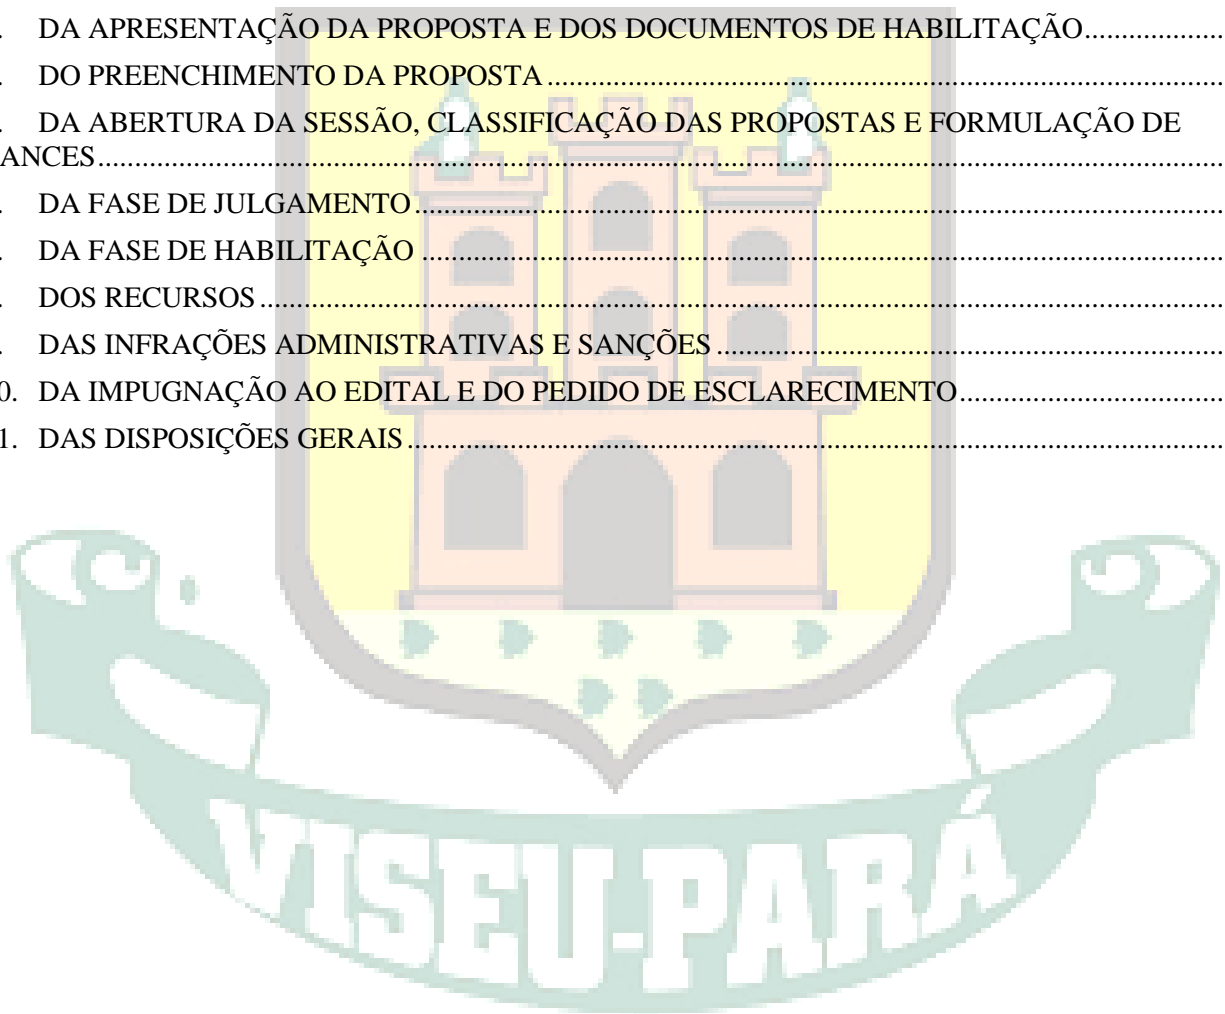 . DA APRESENTAÇÃO DA PROPOSTA E DOS DOCUMENTOS DE HABILITAÇÃO..................
. DO PREENCHIMENTO DA PROPOSTA..................
. DA ABERTURA DA SESSÃO, CLASSIFICAÇÃO DAS PROPOSTAS E FORMULAÇÃO DE
ANCES..................
. DA FASE DE JULGAMENTO..................
. DA FASE DE HABILITAÇÃO..................
. DOS RECURSOS..................
. DAS INFRAÇÕES ADMINISTRATIVAS E SANÇÕES..................
0. DA IMPUGNAÇÃO AO EDITAL E DO PEDIDO DE ESCLARECIMENTO..................
1. DAS DISPOSIÇÕES GERAIS..................
VISEU-PARÁ